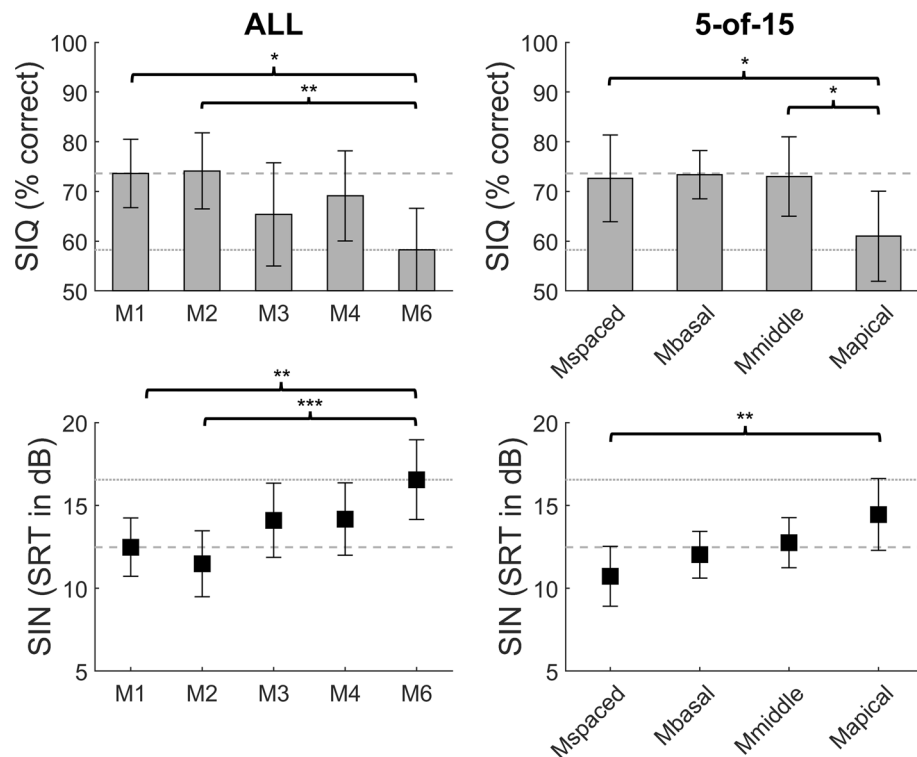 ALL
SIQ (% correct)
100
90
80
70
60
50
*
**
M1 M2 M3 M4 M6
5-of-15
SIQ (% correct)
100
90
80
70
60
50
*
*
Mspaced Mbasal Mmiddle Mapical
SIN (SRT in dB)
20
15
10
5
**
***
M1 M2 M3 M4 M6
SIN (SRT in dB)
20
15
10
5
**
Mspaced Mbasal Mmiddle Mapical